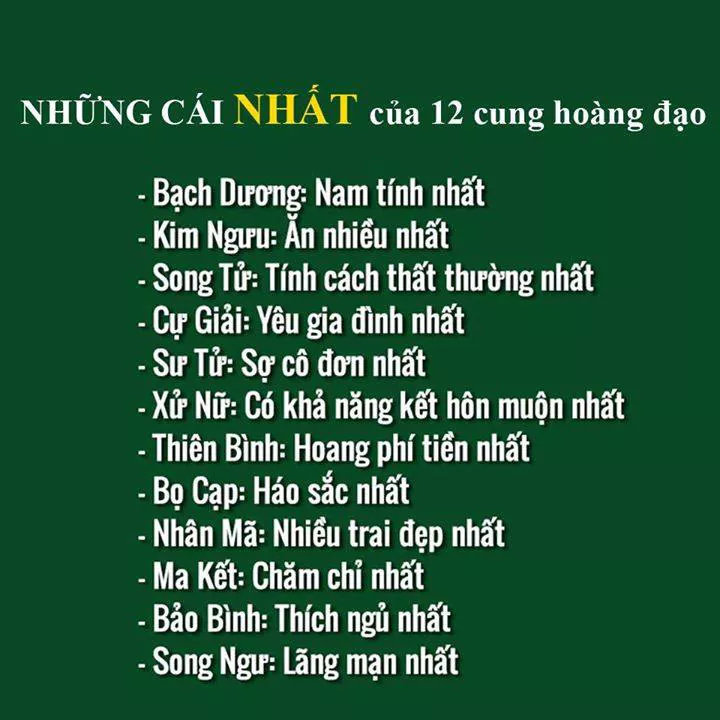 NHỮNG CÁI NHẤT của 12 cung hoàng đạo
- Bạch Dương: Nam tính nhất
- Kim Ngưu: Ăn nhiều nhất
- Song Tử: Tính cách thất thường nhất
- Cự Giải: Yêu gia đình nhất
- Sư Tử: Sợ cô đơn nhất
- Xử Nữ: Có khả năng kết hôn muộn nhất
- Thiên Bình: Hoang phí tiền nhất
- Bọ Cạp: Háo sắc nhất
- Nhân Mã: Nhiều trai đẹp nhất
- Ma Kết: Chăm chỉ nhất
- Bảo Bình: Thích ngủ nhất
- Song Ngư: Lãng mạn nhất